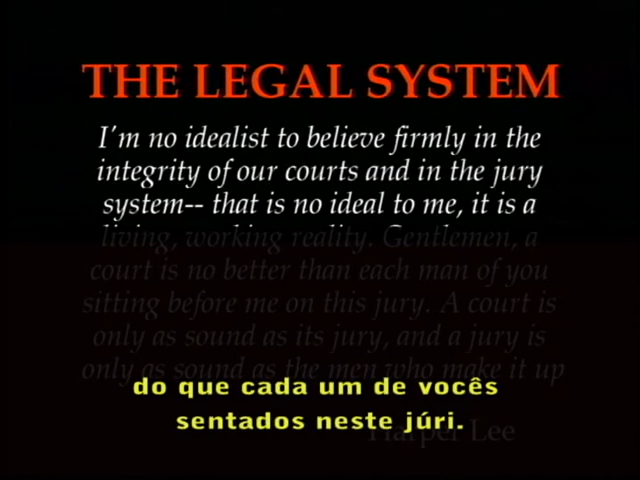 THE LEGAL SYSTEM
I'm no idealist to believe firmly in the
integrity of our courts and in the jury
system-- that is no ideal to me, it is a
living, working reality. Gentlemen, a
court is no better than each man of you
sitting before me on this jury. A court is
only as sound as its jury, and a jury is
only as sound as the men who make it up
do que cada um de vocês
sentados neste júri.
Harper Lee